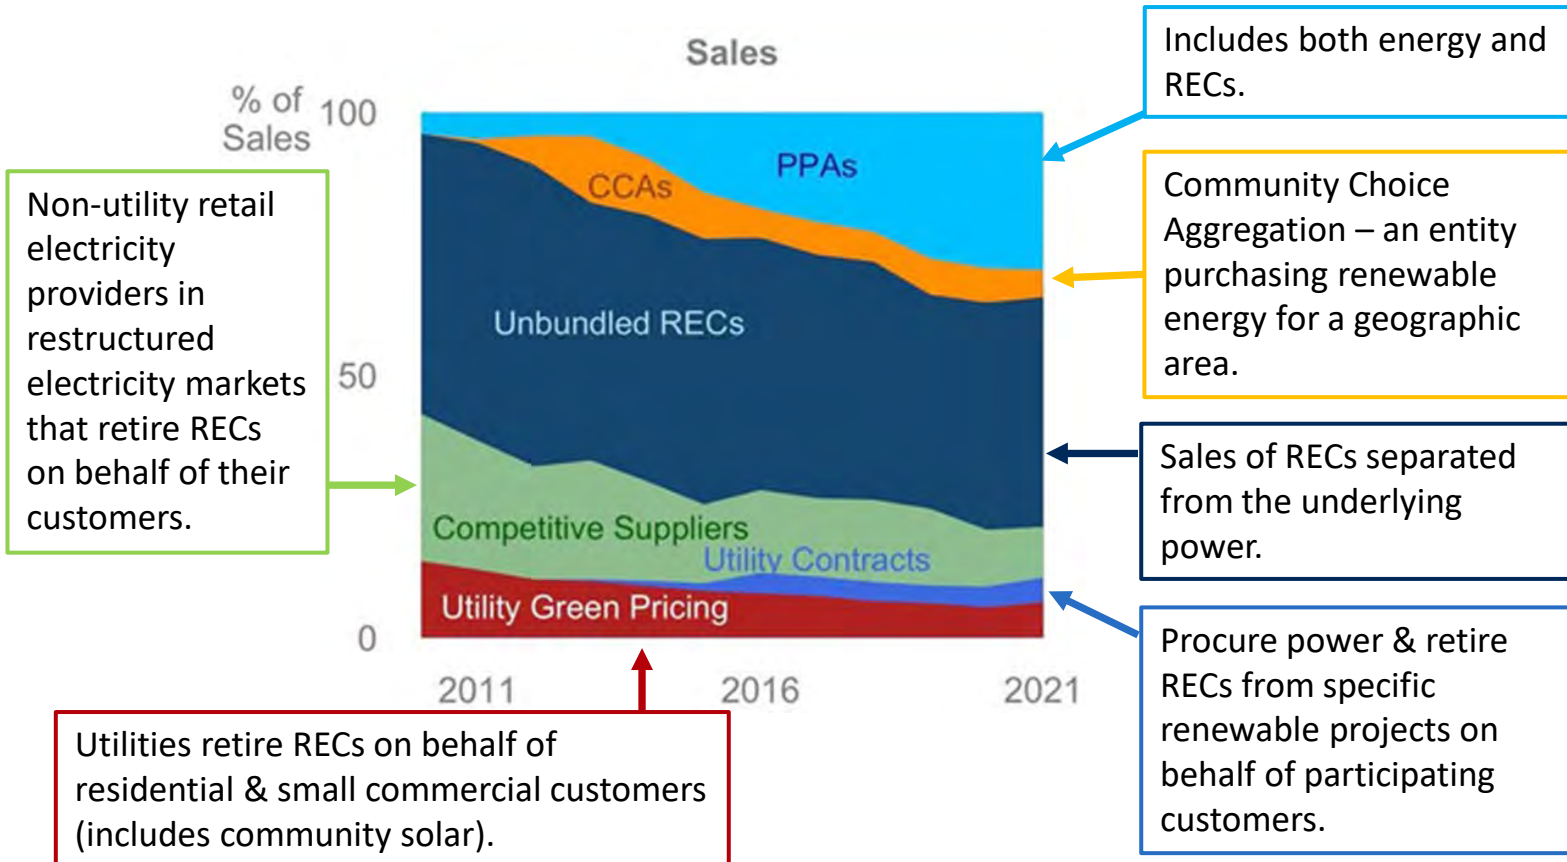 Sales
% of
Sales
100
50
0
2011
2016
2021
PPAs
CCAs
Unbundled RECs
Competitive Suppliers
Utility Contracts
Utility Green Pricing
Non-utility retail
electricity
providers in
restructured
electricity markets
that retire RECs
on behalf of their
customers.
Utilities retire RECs on behalf of
residential & small commercial customers
(includes community solar).
Includes both energy and
RECs.
Community Choice
Aggregation – an entity
purchasing renewable
energy for a geographic
area.
Sales of RECs separated
from the underlying
power.
Procure power & retire
RECs from specific
renewable projects on
behalf of participating
customers.